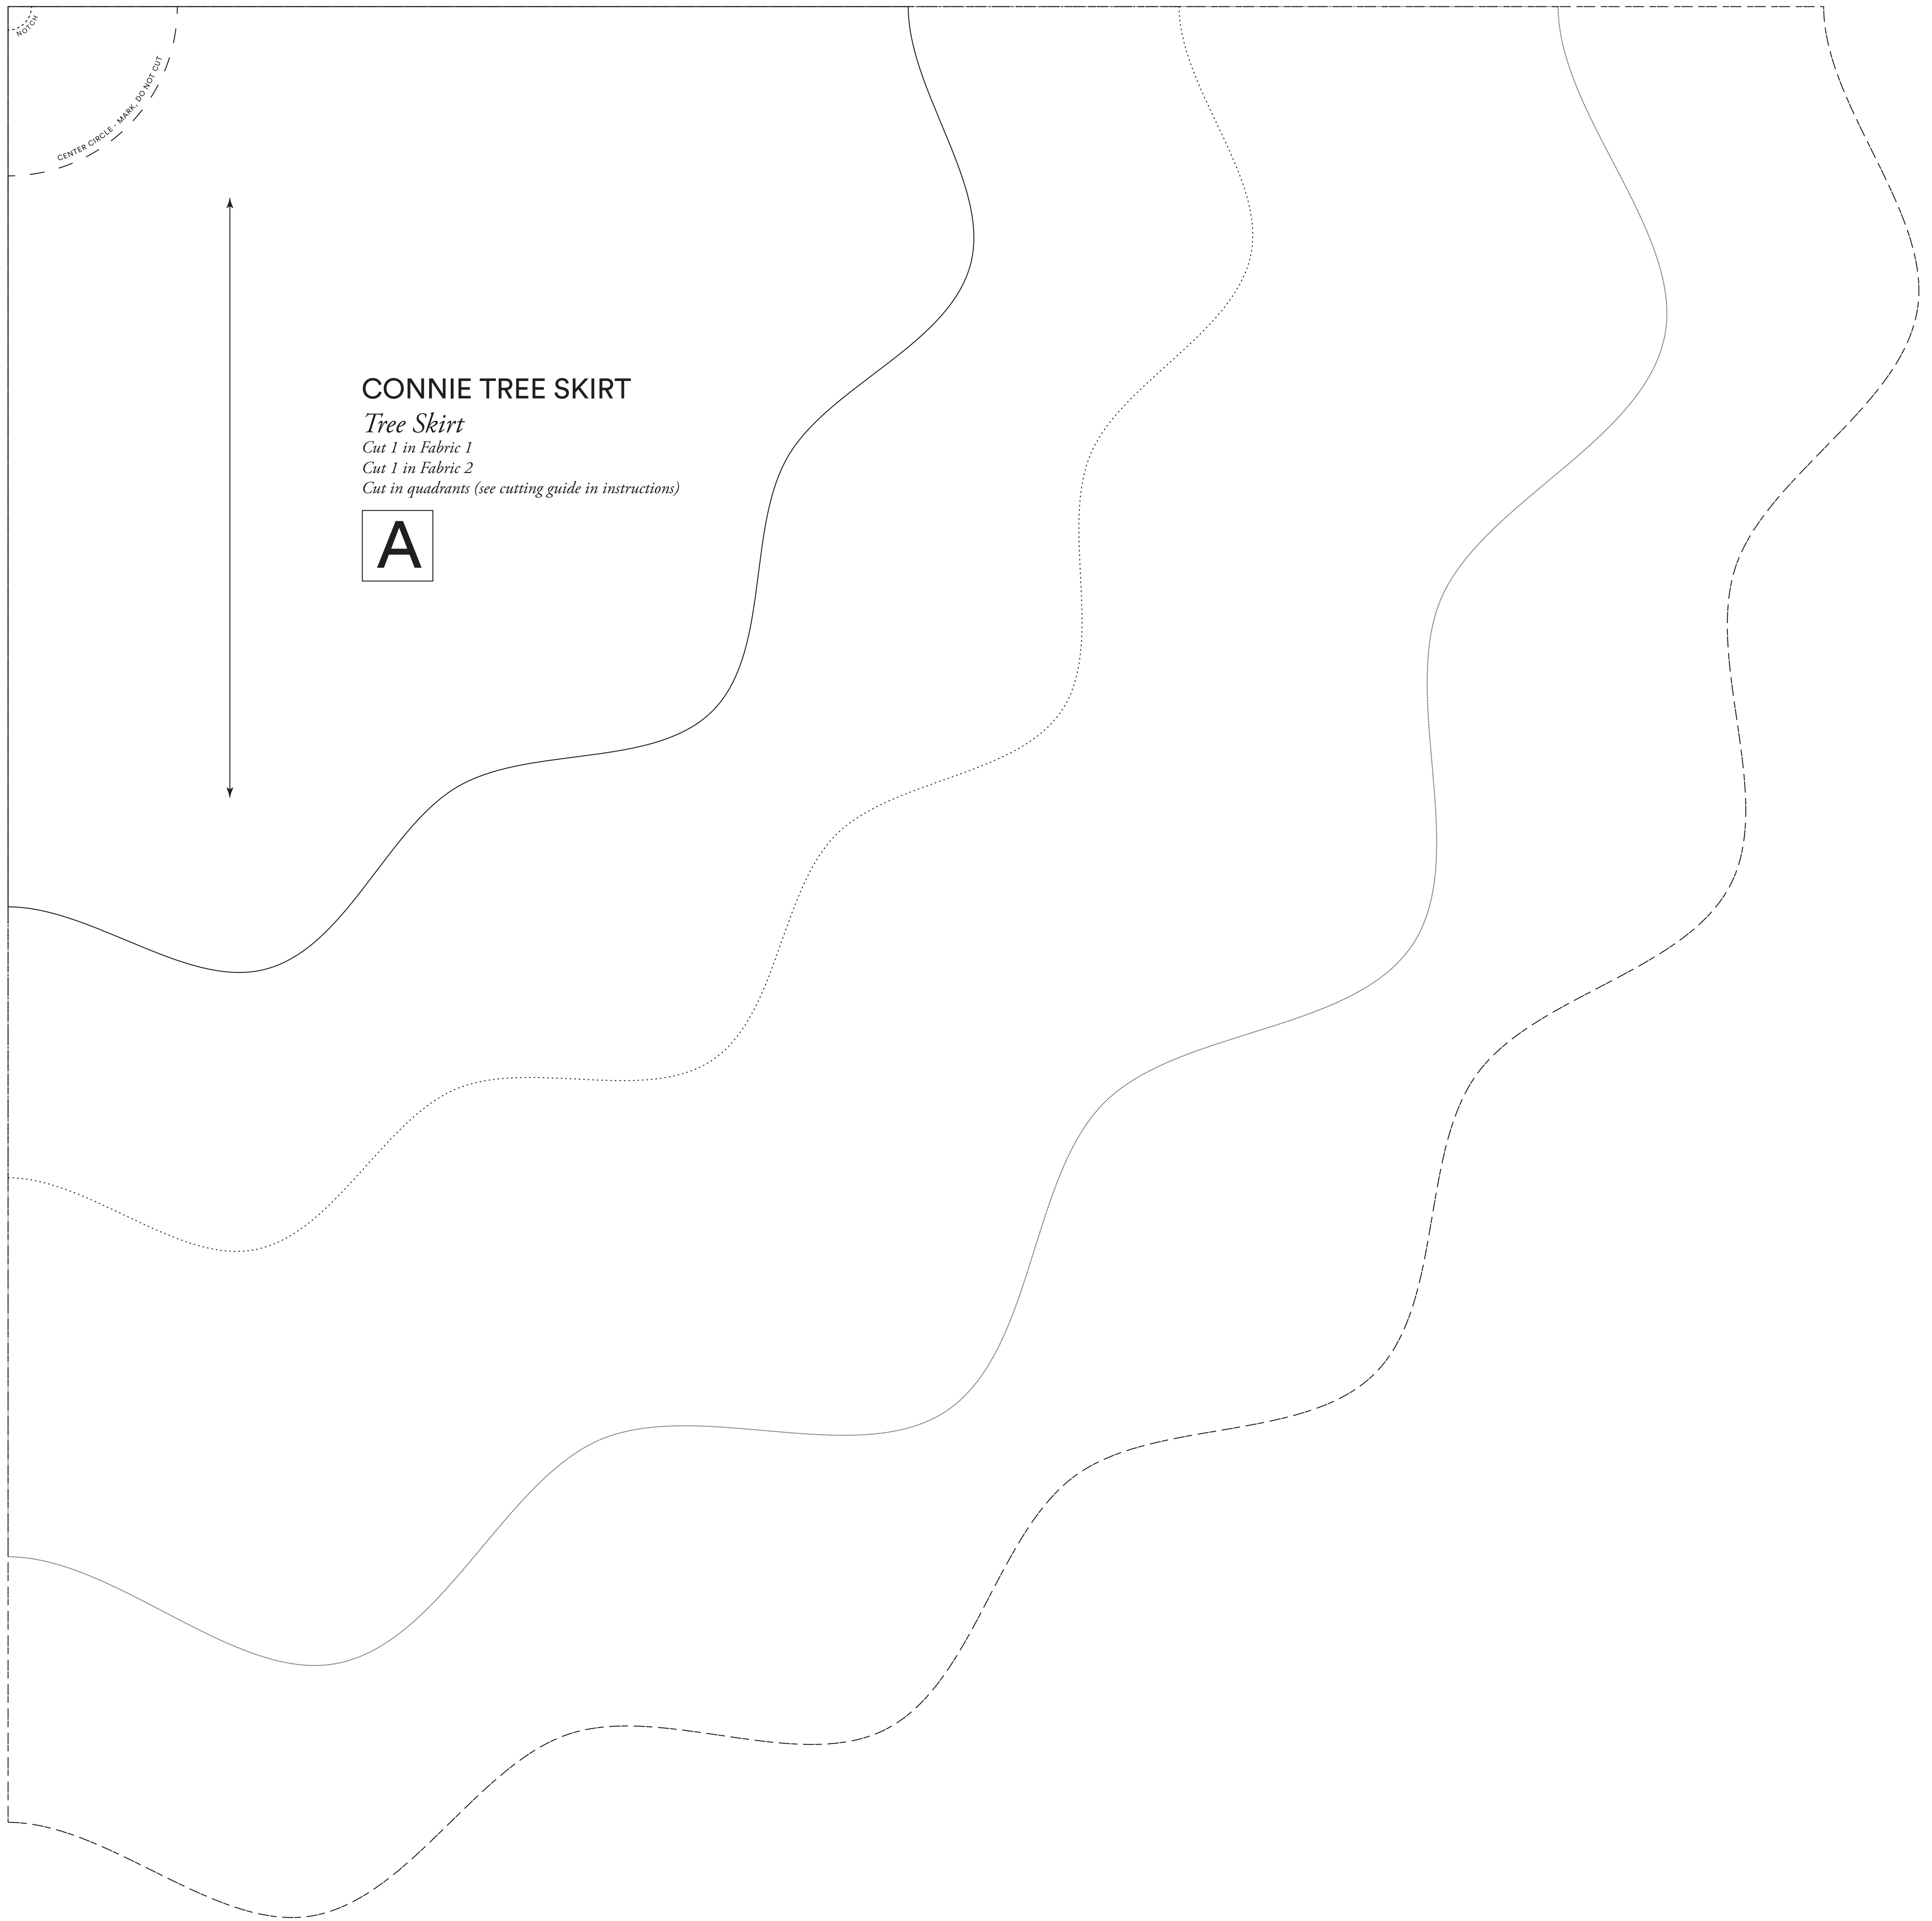 NOTCH
CENTER CIRCLE - MARK, DO NOT CUT
CONNIE TREE SKIRT
Tree Skirt
Cut 1 in Fabric 1
Cut 1 in Fabric 2
Cut in quadrants (see cutting guide in instructions)
A